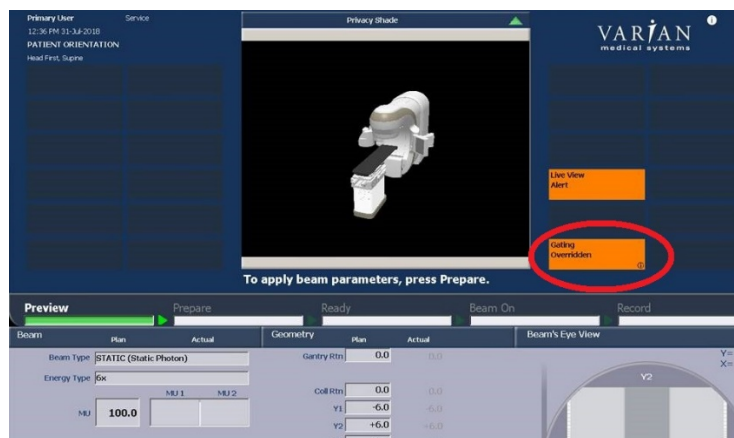 Primary User Service
12:36 PM 31-Jul-2018
PATIENT ORIENTATION
Head First, Supine
Privacy Shade
VARIAN
medical systems
Live View
Alert
Gating
Overridden
To apply beam parameters, press Prepare.
Preview Prepare Ready Beam On Record
Beam Plan Actual
Beam Type STATIC (Static Photon)
Energy Type 6x
MU 1 MU 2
MU 100.0
Geometry Plan Actual
Gantry Rtn 0.0 0.0
Coll Rtn 0.0 0.0
Y1 -6.0 -6.0
Y2 +6.0 +6.0
Beam's Eye View
Y=
X=
Y2